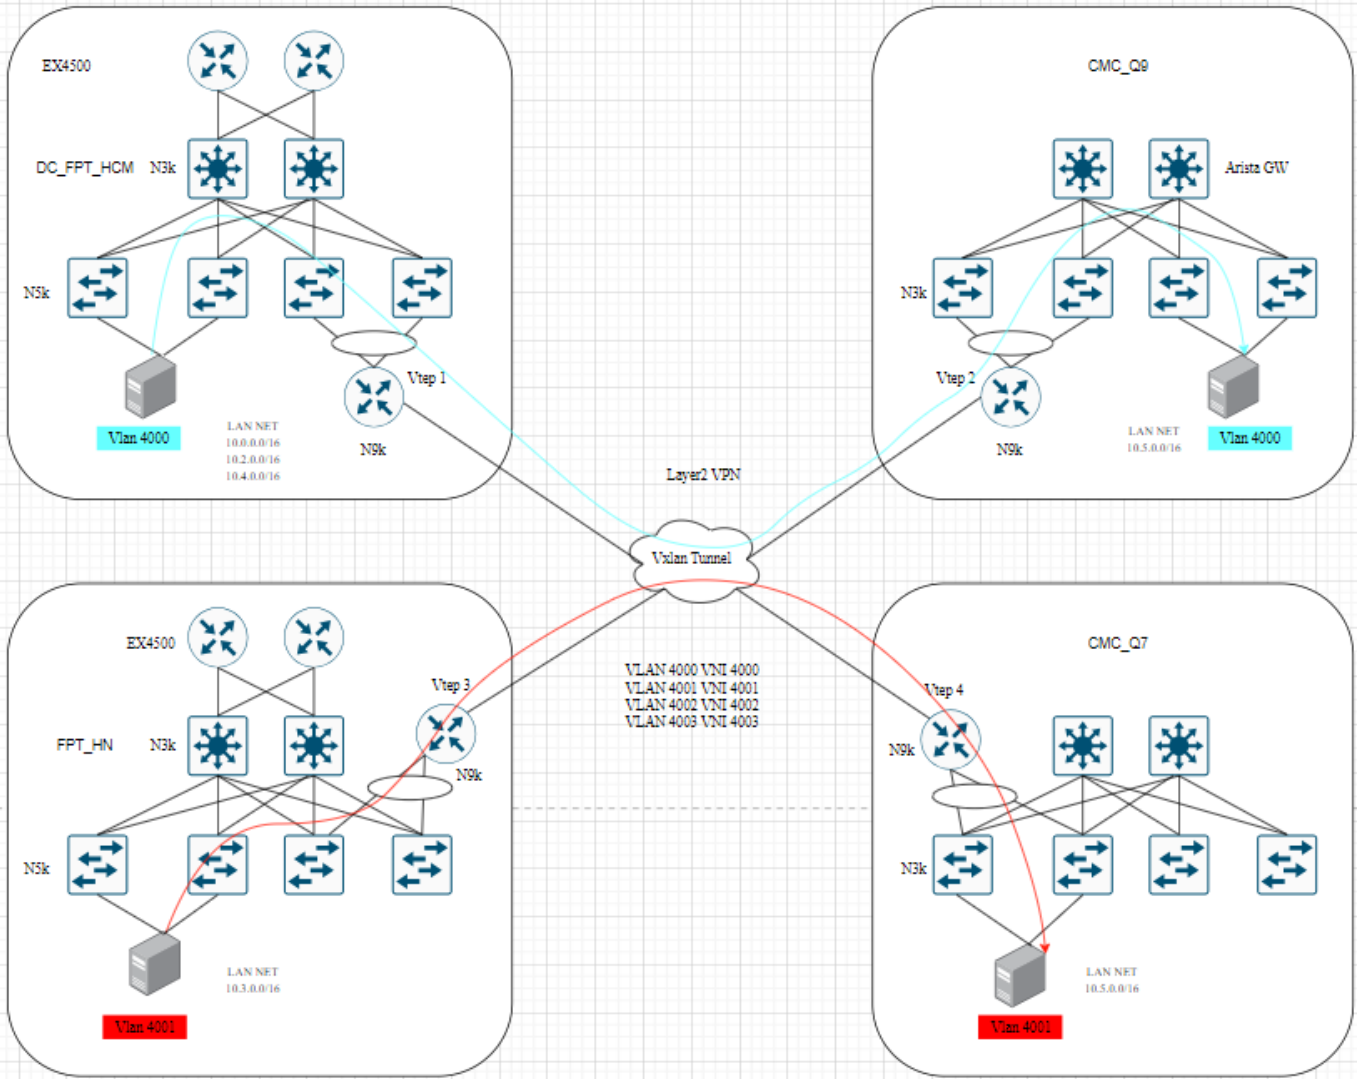 EX4500
DC_FPT_HCM
N3k
N5k
Vtep 1
N9k
Vlan 4000
LAN NET
10.0.0.0/16
10.2.0.0/16
10.4.0.0/16
CMC_Q9
Arista GW
N3k
Vtep 2
N9k
LAN NET
10.5.0.0/16
Vlan 4000
Layer2 VPN
Vxlan Tunnel
VLAN 4000 VNI 4000
VLAN 4001 VNI 4001
VLAN 4002 VNI 4002
VLAN 4003 VNI 4003
EX4500
Vtep 3
FPT_HN
N3k
N9k
N5k
LAN NET
10.3.0.0/16
Vlan 4001
CMC_Q7
Vtep 4
N9k
N3k
LAN NET
10.5.0.0/16
Vlan 4001